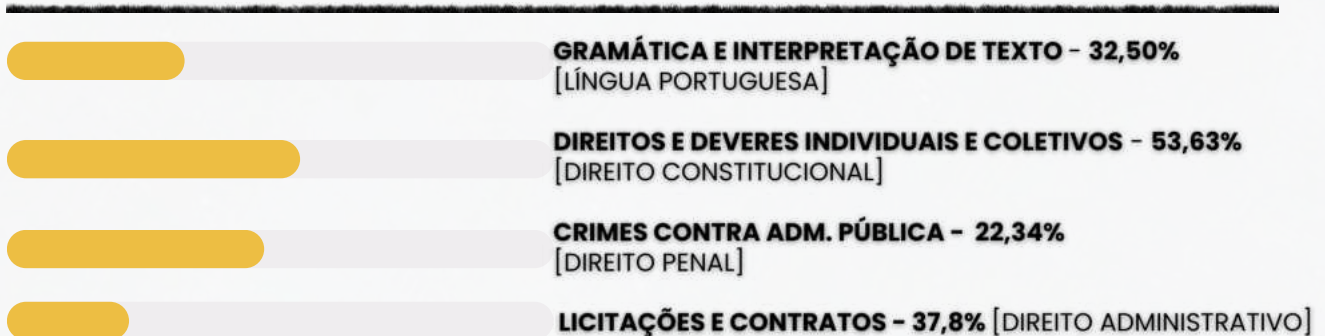 GRAMÁTICA E INTERPRETAÇÃO DE TEXTO - 32,50%
[LÍNGUA PORTUGUESA]
DIREITOS E DEVERES INDIVIDUAIS E COLETIVOS - 53,63%
[DIREITO CONSTITUCIONAL]
CRIMES CONTRA ADM. PÚBLICA - 22,34%
[DIREITO PENAL]
LICITAÇÕES E CONTRATOS - 37,8% [DIREITO ADMINISTRATIVO]